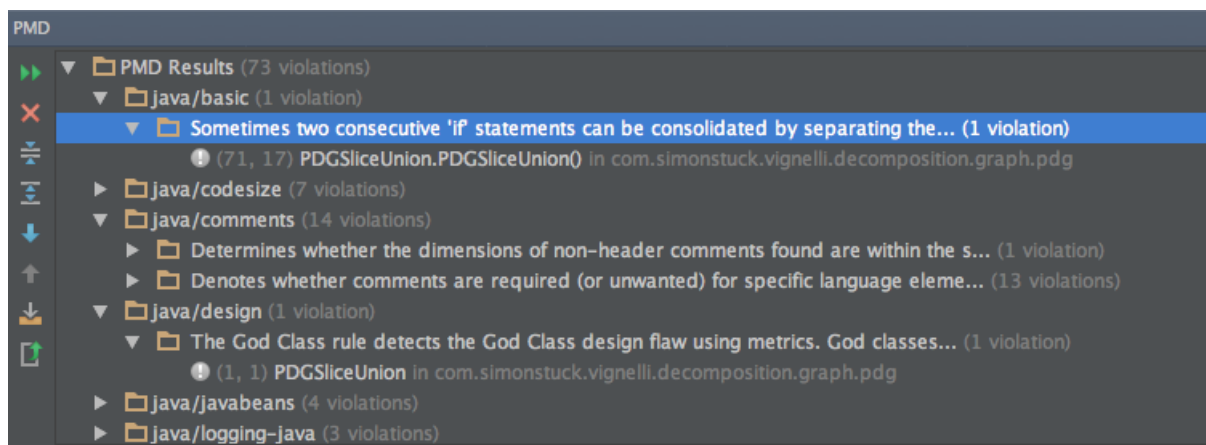 PMD
PMD Results (73 violations)
java/basic (1 violation)
Sometimes two consecutive 'if' statements can be consolidated by separating the... (1 violation)
(71, 17) PDGSliceUnion.PDGSliceUnion() in com.simonstuck.vignelli.decomposition.graph.pdg
java/codesize (7 violations)
java/comments (14 violations)
Determines whether the dimensions of non-header comments found are within the s... (1 violation)
Denotes whether comments are required (or unwanted) for specific language eleme... (13 violations)
java/design (1 violation)
The God Class rule detects the God Class design flaw using metrics. God classes... (1 violation)
(1, 1) PDGSliceUnion in com.simonstuck.vignelli.decomposition.graph.pdg
java/javabeans (4 violations)
java/logging-java (3 violations)